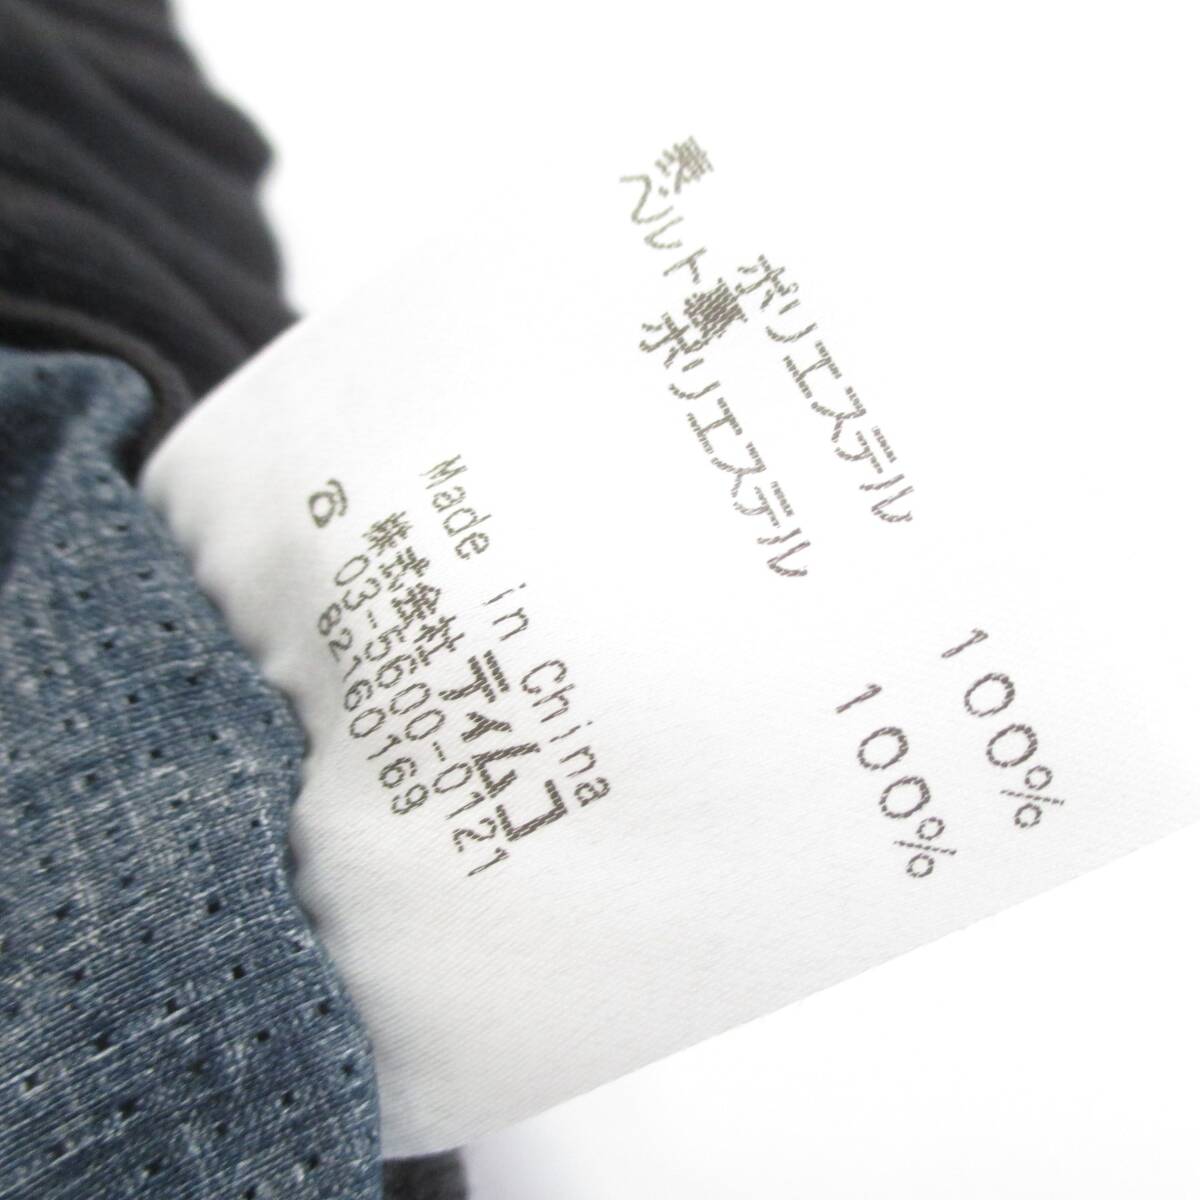 表 ポリエステル 100%
ベルト裏
ポリエステル 100%
Made in China
株式会社ティムコ
☎ 03-5600-0121
82160169